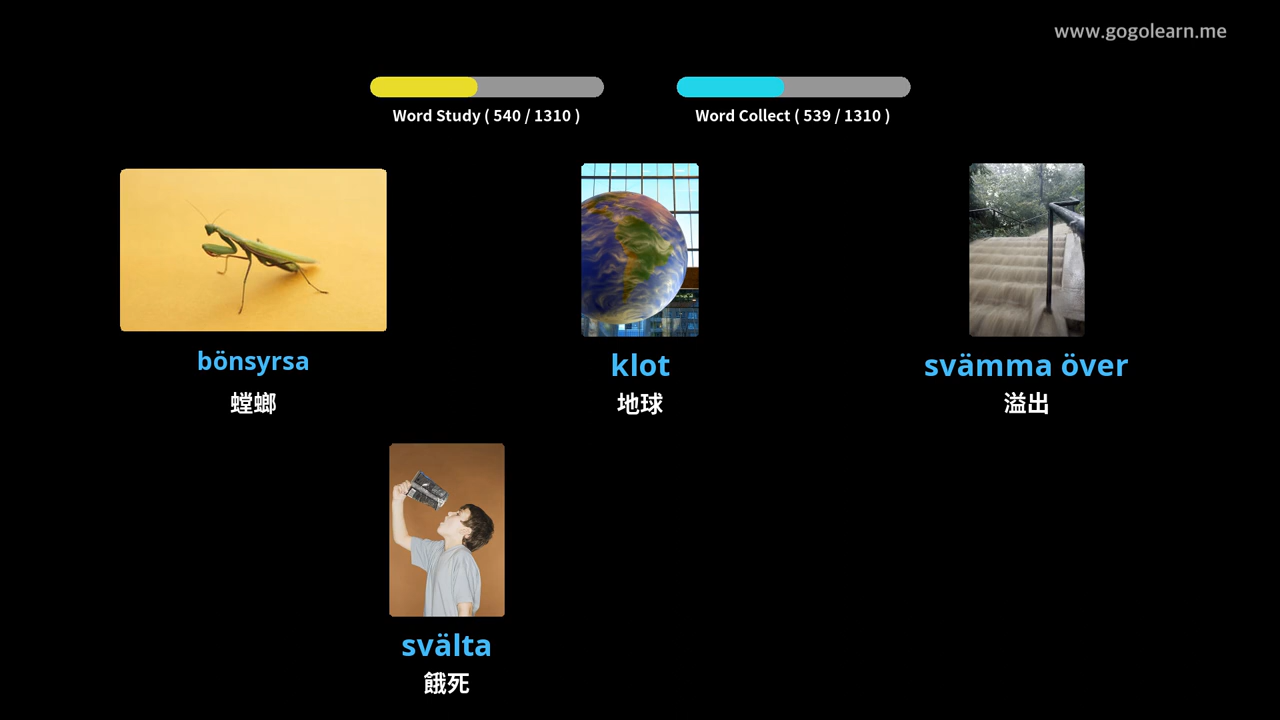 www.gogolearn.me
Word Study ( 540 / 1310 )
Word Collect ( 539 / 1310 )
bönsyrsa
螳螂
klot
地球
svämma över
溢出
svälta
餓死